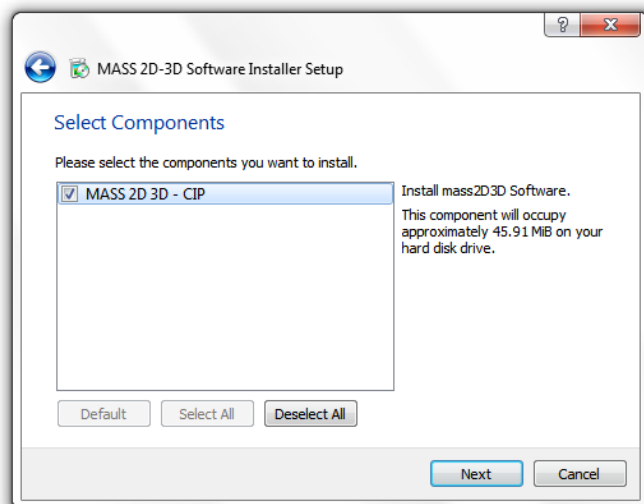 MASS 2D-3D Software Installer Setup
Select Components
Please select the components you want to install.
MASS 2D 3D - CIP
Install mass2D3D Software.
This component will occupy
approximately 45.91 MiB on your
hard disk drive.
Default
Select All
Deselect All
Next
Cancel